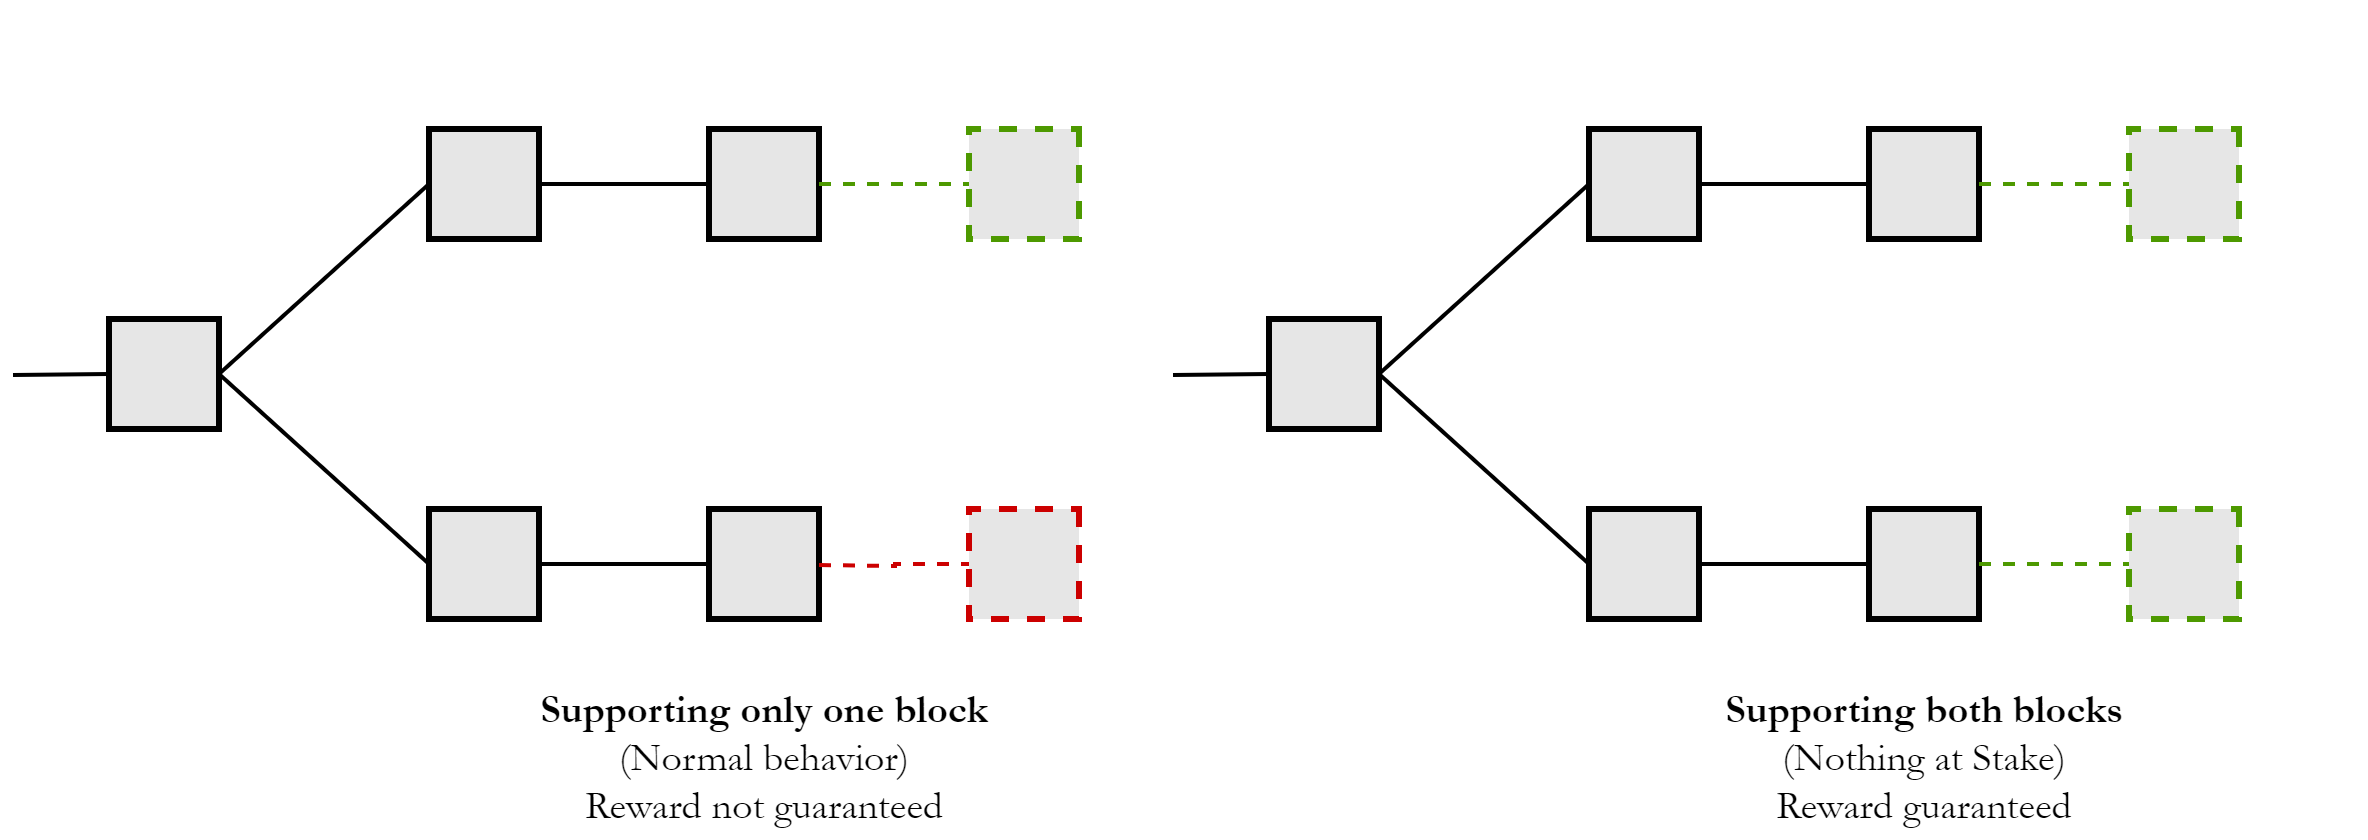 Supporting only one block
(Normal behavior)
Reward not guaranteed
Supporting both blocks
(Nothing at Stake)
Reward guaranteed